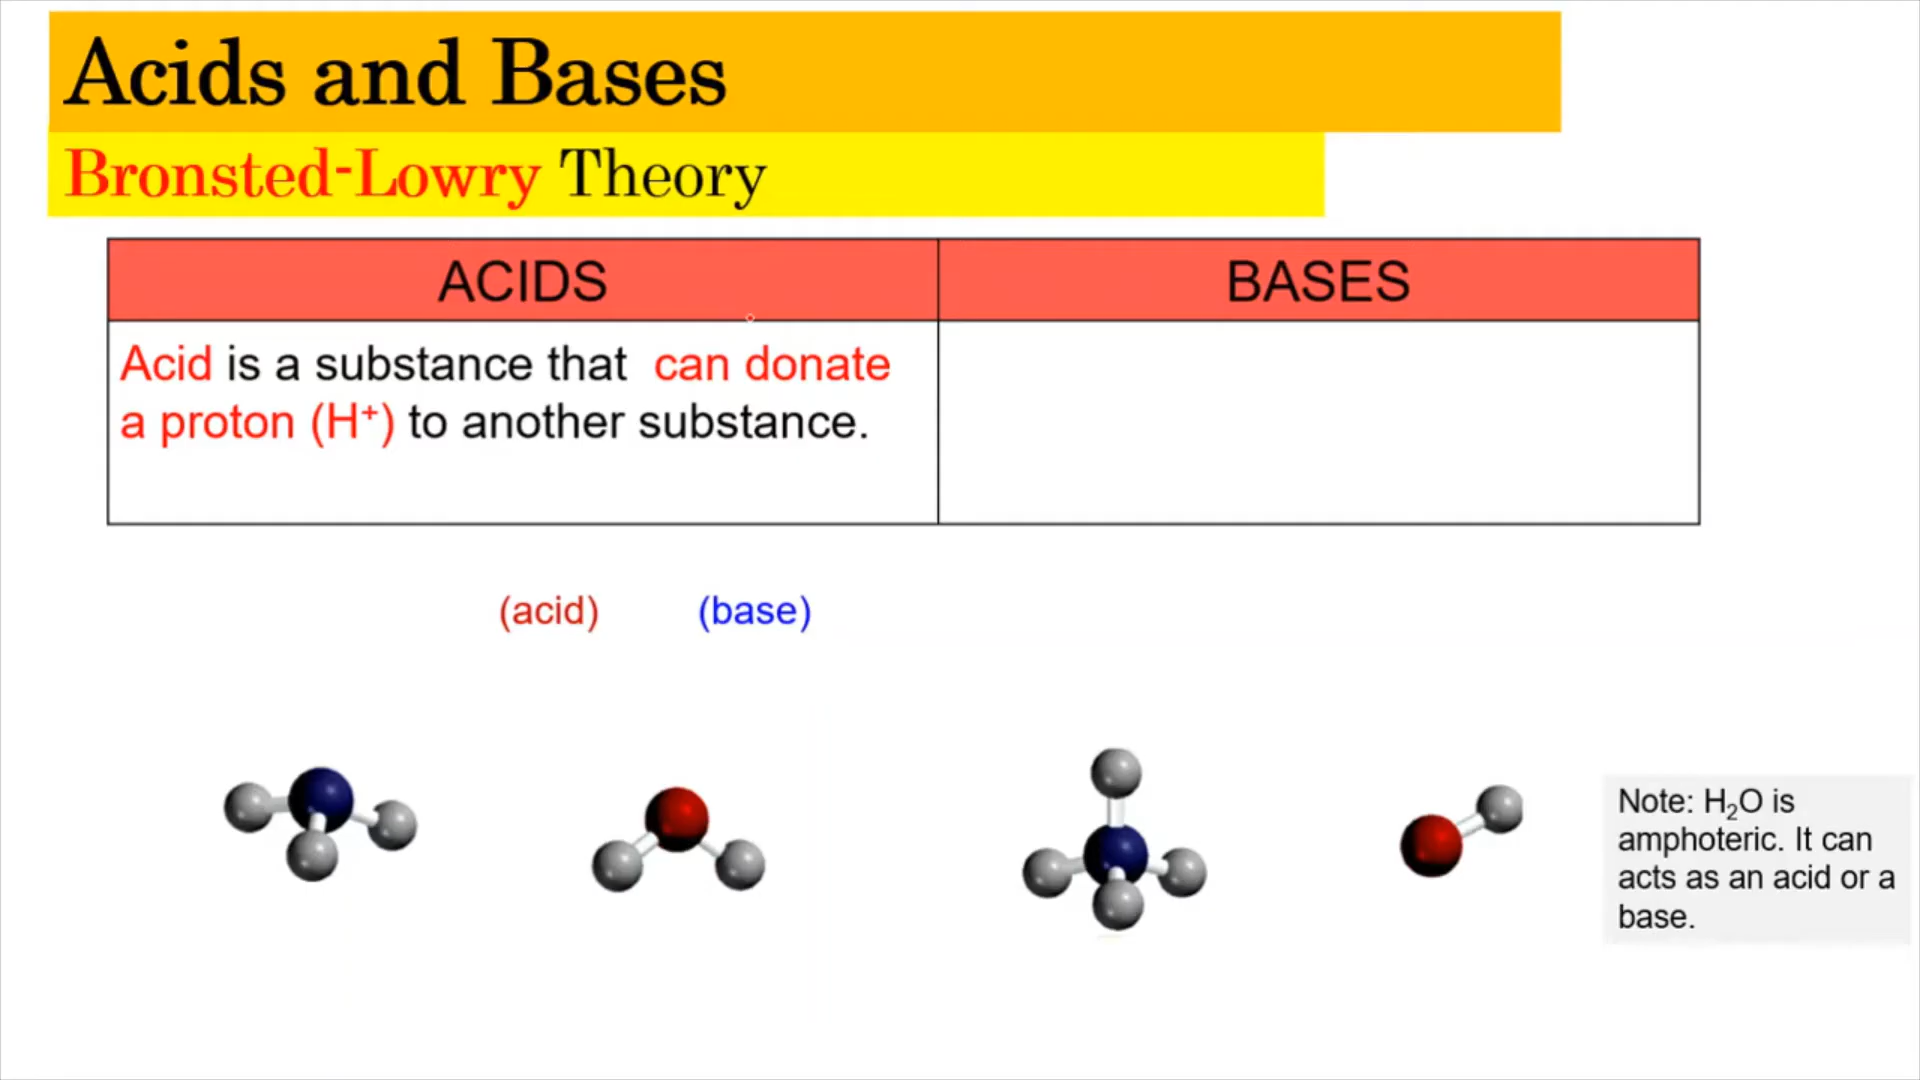 Acids and Bases
Bronsted-Lowry Theory
ACIDS
BASES
Acid is a substance that can donate
a proton (H⁺) to another substance.
(acid)
(base)
Note: H₂O is
amphoteric. It can
acts as an acid or a
base.